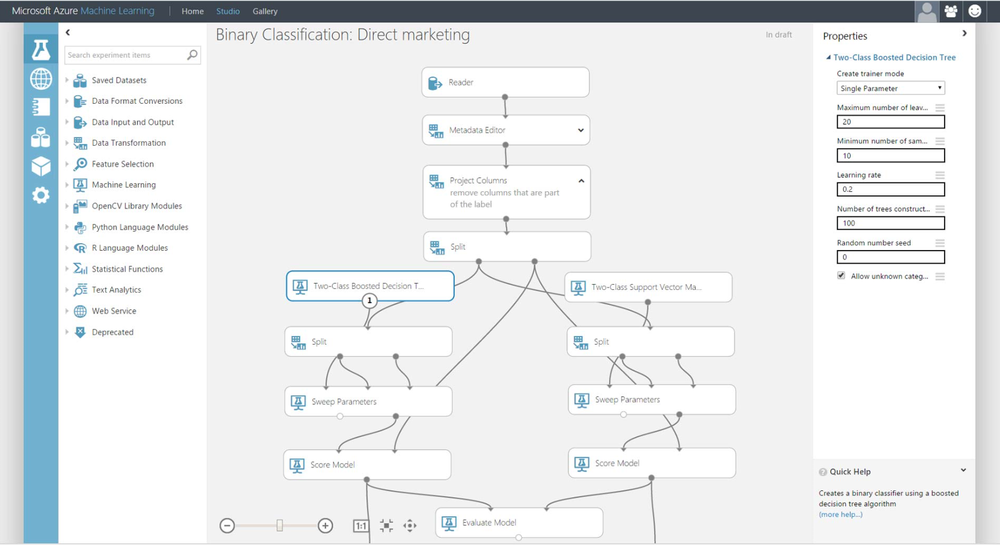 Microsoft Azure Machine Learning | Home Studio Gallery
Search experiment items
Saved Datasets
Data Format Conversions
Data Input and Output
Data Transformation
Feature Selection
Machine Learning
OpenCV Library Modules
Python Language Modules
R Language Modules
Statistical Functions
Text Analytics
Web Service
Deprecated
Binary Classification: Direct marketing
In draft
Reader
Metadata Editor
Project Columns
remove columns that are part
of the label
Split
Two-Class Boosted Decision T...
1
Two-Class Support Vector Ma...
Split
Split
Sweep Parameters
Sweep Parameters
Score Model
Score Model
Evaluate Model
1:1
Properties
Two-Class Boosted Decision Tree
Create trainer mode
Single Parameter
Maximum number of leav...
20
Minimum number of sam...
10
Learning rate
0.2
Number of trees construct...
100
Random number seed
0
Allow unknown categ...
? Quick Help
Creates a binary classifier using a boosted
decision tree algorithm
(more help...)